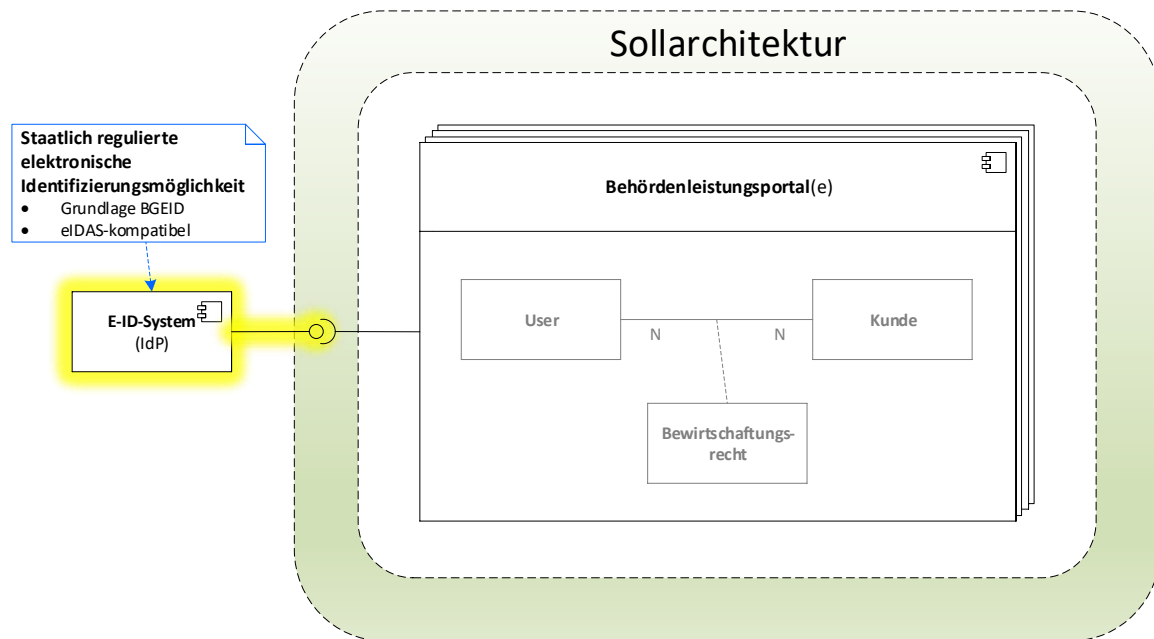 Sollarchitektur
Staatlich regulierte
elektronische
Identifizierungsmöglichkeit
• Grundlage BGEID
• eIDAS-kompatibel
E-ID-System
(IdP)
Behördenleistungsportal(e)
User
N
N
Kunde
Bewirtschaftungs-
recht